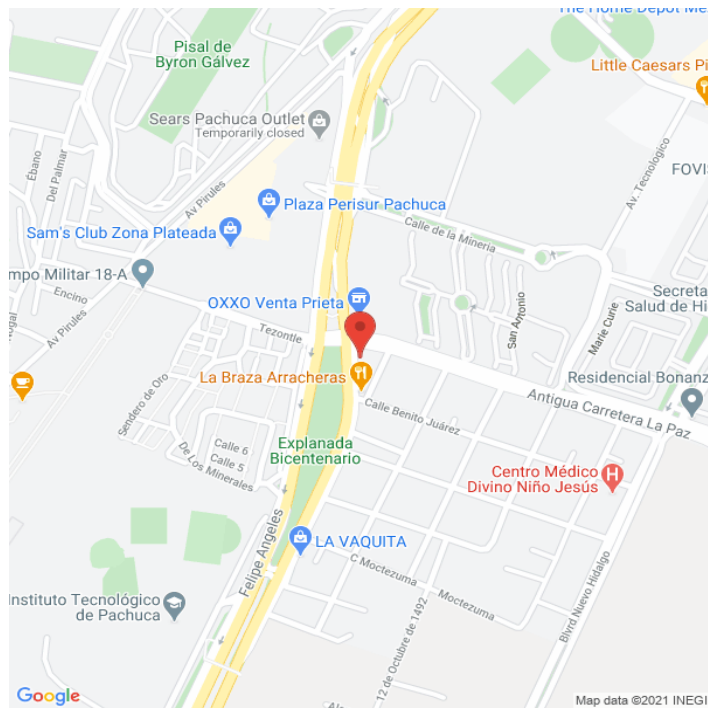 The Home Depot Me
Pisal de
Byron Gálvez
Little Caesars Pi
Sears Pachuca Outlet
Temporarily closed
Av. Tecnologico
FOVIS
Ébano
Del Palmar
Av Pirules
Plaza Perisur Pachuca
Sam's Club Zona Plateada
Calle de la Mineria
mpo Militar 18-A
Encino
Secreta
Salud de Hi
OXXO Venta Prieta
San Antonio
Marie Curie
Av Pirules
Tezontle
La Braza Arracheras
Residencial Bonanz
Antigua Carretera La Paz
Sendero de Oro
Calle Benito Juárez
Calle 6
Calle 5
Explanada
Bicentenario
De Los Minerales
Centro Médico
Divino Niño Jesús
Felipe Angeles
LA VAQUITA
C Moctezuma
Moctezuma
Instituto Tecnológico
de Pachuca
12 de Octubre de 1492
Blvrd Nuevo Hidalgo
Google
Map data ©2021 INEGI